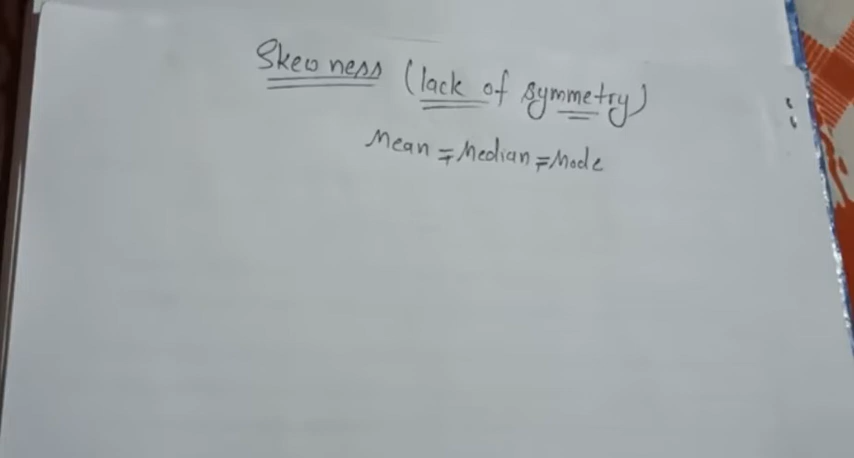 Skewness (lack of symmetry)
Mean ≠ Median ≠ Mode